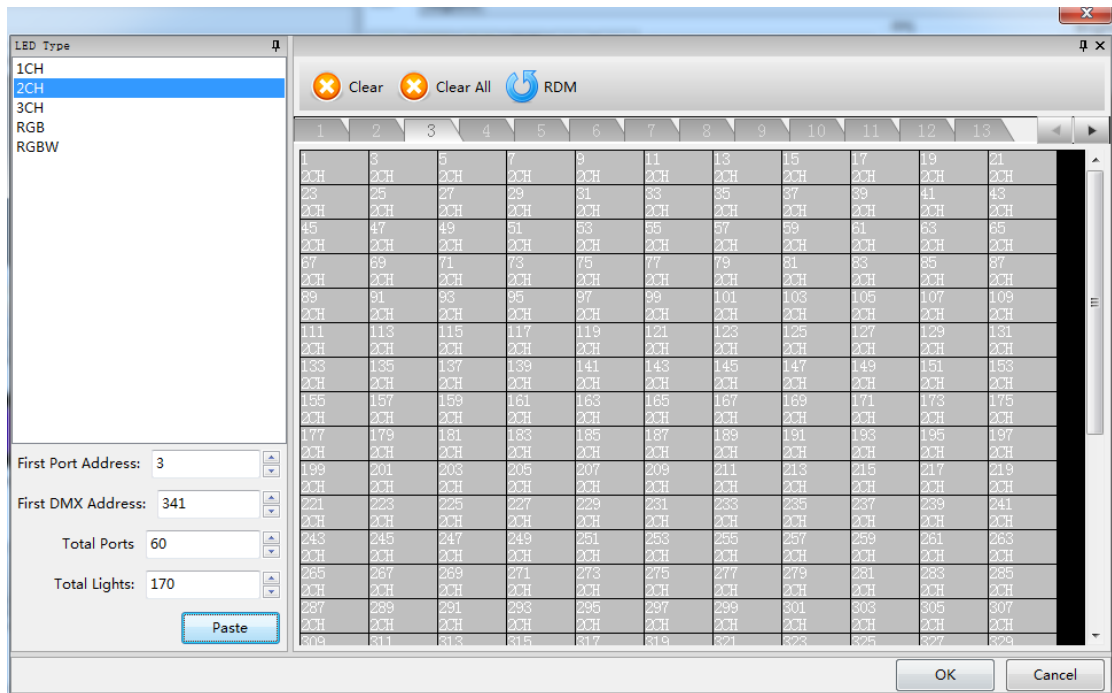 LED Type
1CH
2CH
3CH
RGB
RGBW
First Port Address: 3
First DMX Address: 341
Total Ports 60
Total Lights: 170
Paste
Clear Clear All RDM
1 2 3 4 5 6 7 8 9 10 11 12 13
1 3 5 7 9 11 13 15 17 19 21
2CH 2CH 2CH 2CH 2CH 2CH 2CH 2CH 2CH 2CH 2CH
23 25 27 29 31 33 35 37 39 41 43
2CH 2CH 2CH 2CH 2CH 2CH 2CH 2CH 2CH 2CH 2CH
45 47 49 51 53 55 57 59 61 63 65
2CH 2CH 2CH 2CH 2CH 2CH 2CH 2CH 2CH 2CH 2CH
67 69 71 73 75 77 79 81 83 85 87
2CH 2CH 2CH 2CH 2CH 2CH 2CH 2CH 2CH 2CH 2CH
89 91 93 95 97 99 101 103 105 107 109
2CH 2CH 2CH 2CH 2CH 2CH 2CH 2CH 2CH 2CH 2CH
111 113 115 117 119 121 123 125 127 129 131
2CH 2CH 2CH 2CH 2CH 2CH 2CH 2CH 2CH 2CH 2CH
133 135 137 139 141 143 145 147 149 151 153
2CH 2CH 2CH 2CH 2CH 2CH 2CH 2CH 2CH 2CH 2CH
155 157 159 161 163 165 167 169 171 173 175
2CH 2CH 2CH 2CH 2CH 2CH 2CH 2CH 2CH 2CH 2CH
177 179 181 183 185 187 189 191 193 195 197
2CH 2CH 2CH 2CH 2CH 2CH 2CH 2CH 2CH 2CH 2CH
199 201 203 205 207 209 211 213 215 217 219
2CH 2CH 2CH 2CH 2CH 2CH 2CH 2CH 2CH 2CH 2CH
221 223 225 227 229 231 233 235 237 239 241
2CH 2CH 2CH 2CH 2CH 2CH 2CH 2CH 2CH 2CH 2CH
243 245 247 249 251 253 255 257 259 261 263
2CH 2CH 2CH 2CH 2CH 2CH 2CH 2CH 2CH 2CH 2CH
265 267 269 271 273 275 277 279 281 283 285
2CH 2CH 2CH 2CH 2CH 2CH 2CH 2CH 2CH 2CH 2CH
287 289 291 293 295 297 299 301 303 305 307
2CH 2CH 2CH 2CH 2CH 2CH 2CH 2CH 2CH 2CH 2CH
309 311 313 315 317 319 321 323 325 327 329
OK Cancel